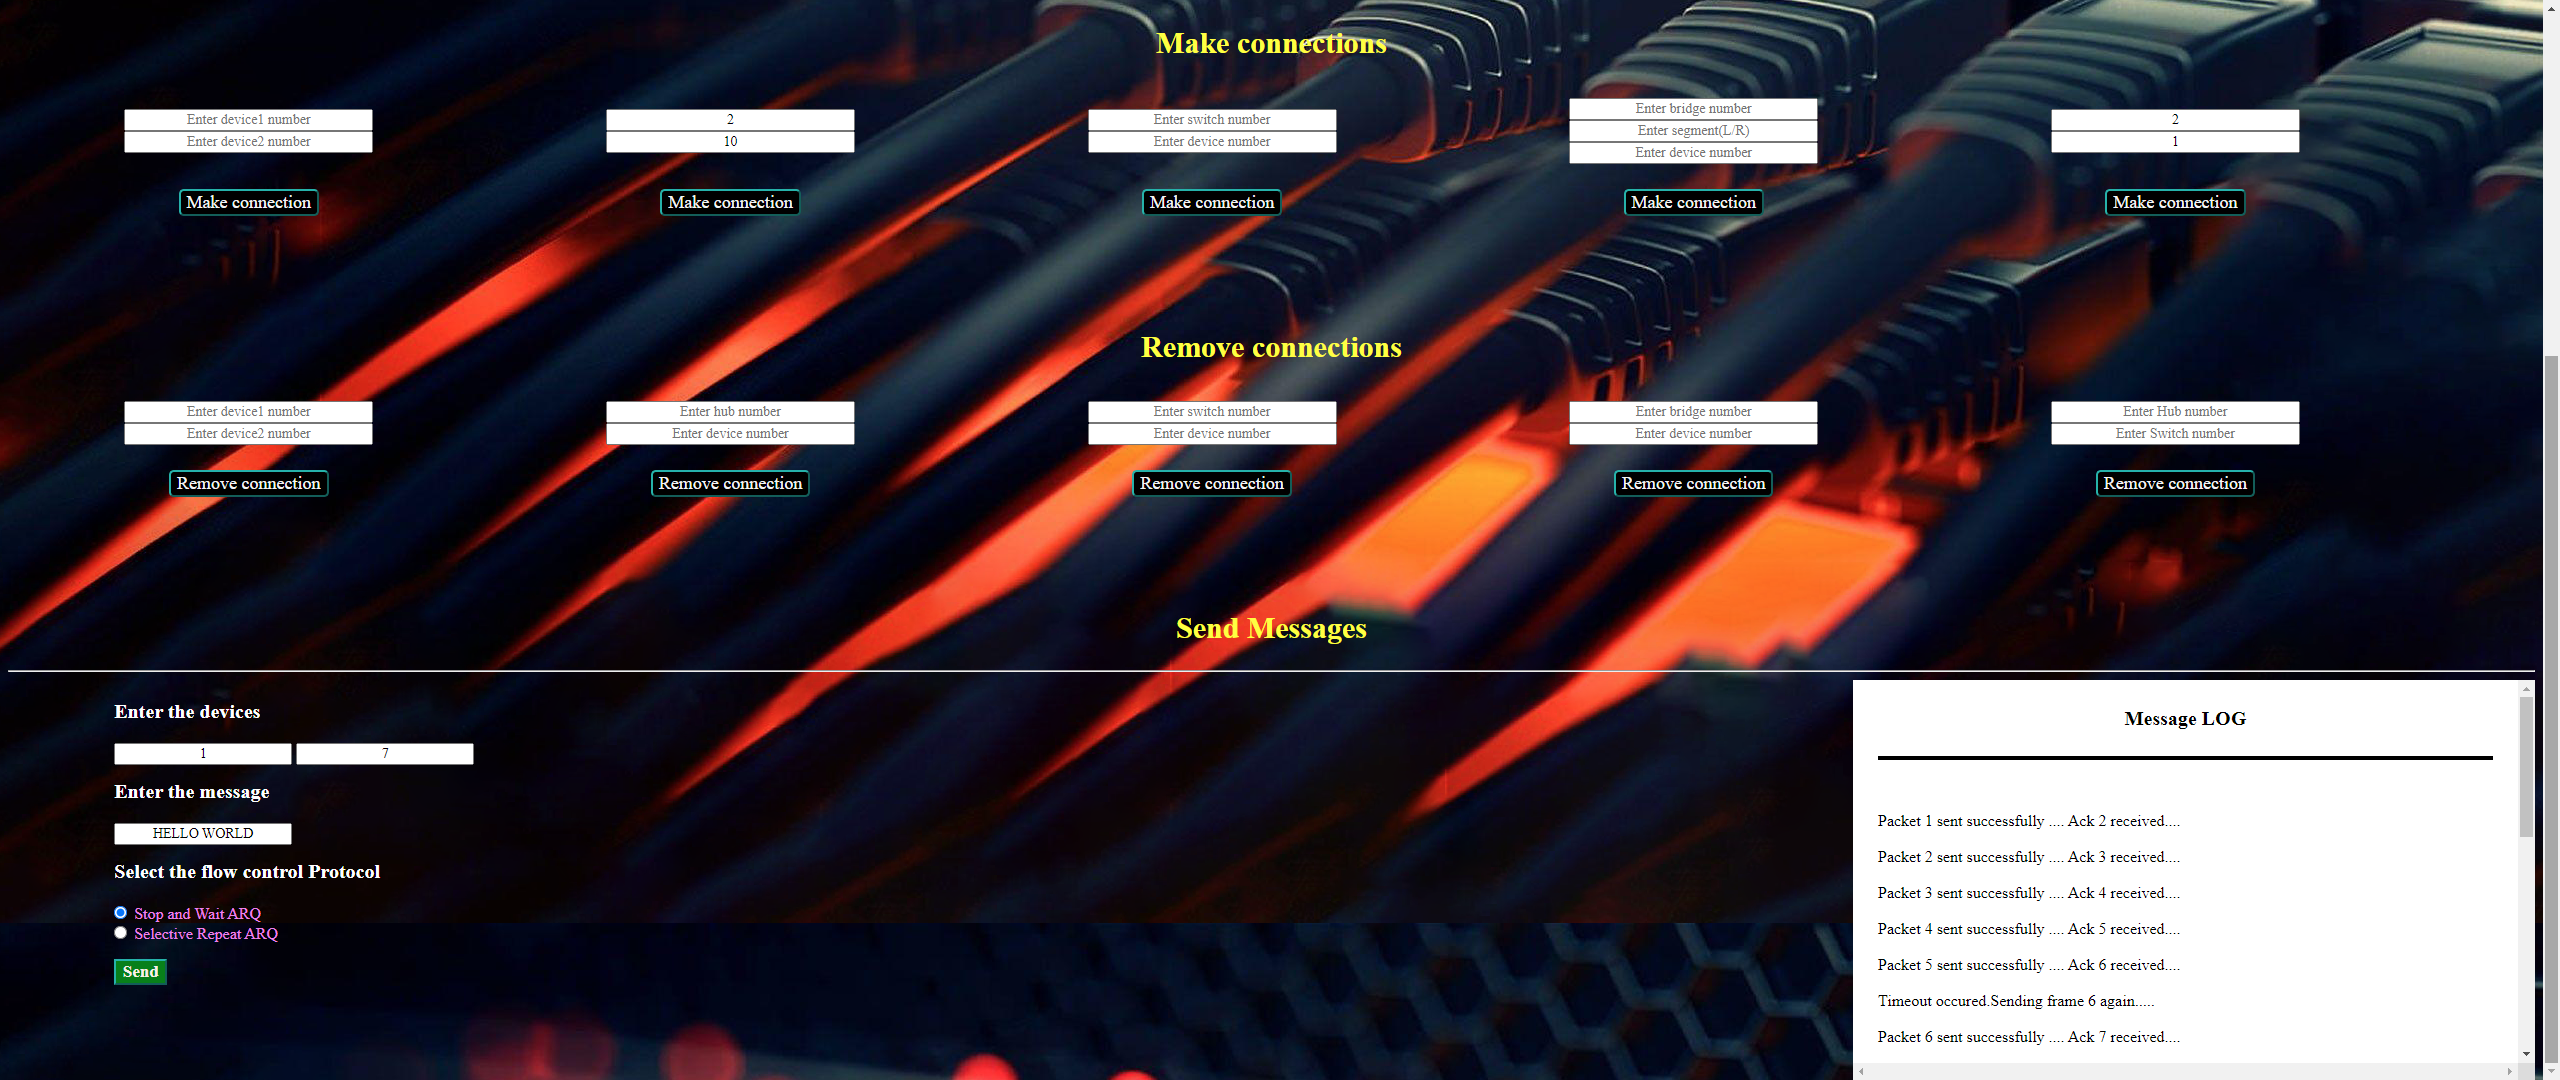 Make connections
Enter device1 number
Enter device2 number
Make connection
2
10
Make connection
Enter switch number
Enter device number
Make connection
Enter bridge number
Enter segment(L/R)
Enter device number
Make connection
2
1
Make connection
Remove connections
Enter device1 number
Enter device2 number
Remove connection
Enter hub number
Enter device number
Remove connection
Enter switch number
Enter device number
Remove connection
Enter bridge number
Enter device number
Remove connection
Enter Hub number
Enter Switch number
Remove connection
Send Messages
Enter the devices
1 7
Enter the message
HELLO WORLD
Select the flow control Protocol
Stop and Wait ARQ
Selective Repeat ARQ
Send
Message LOG
Packet 1 sent successfully .... Ack 2 received....
Packet 2 sent successfully .... Ack 3 received....
Packet 3 sent successfully .... Ack 4 received....
Packet 4 sent successfully .... Ack 5 received....
Packet 5 sent successfully .... Ack 6 received....
Timeout occured.Sending frame 6 again.....
Packet 6 sent successfully .... Ack 7 received....